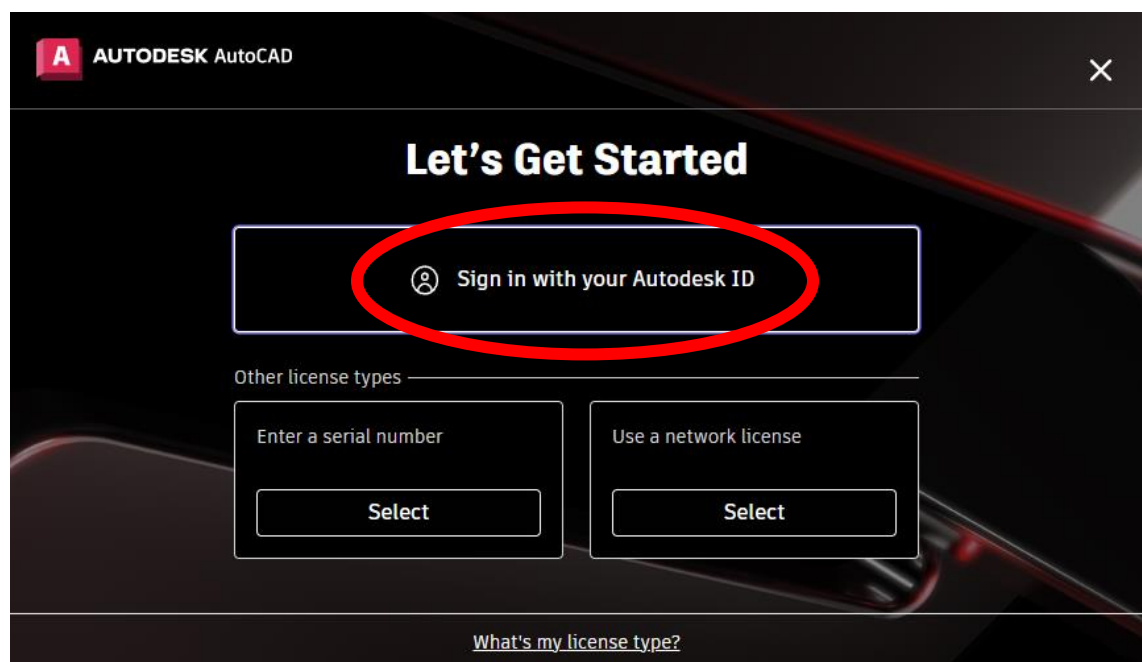 A AUTODESK AutoCAD
Let's Get Started
Sign in with your Autodesk ID
Other license types
Enter a serial number
Select
Use a network license
Select
What's my license type?